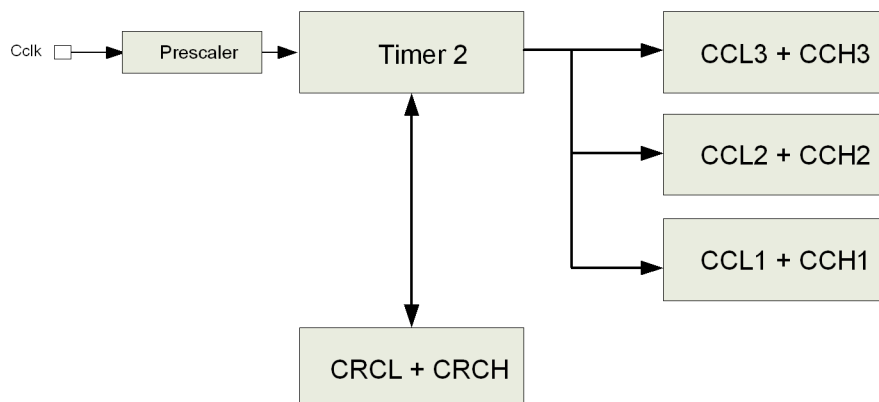 Cclk
Prescaler
Timer 2
CCL3 + CCH3
CCL2 + CCH2
CCL1 + CCH1
CRCL + CRCH